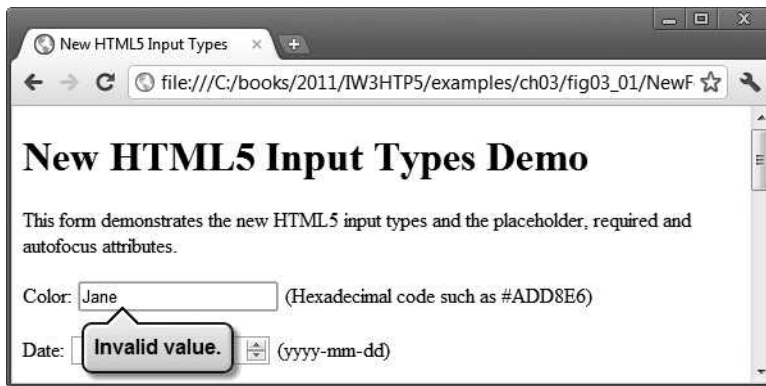 New HTML5 Input Types
file:///C:/books/2011/IW3HTP5/examples/ch03/fig03_01/NewF
New HTML5 Input Types Demo
This form demonstrates the new HTML5 input types and the placeholder, required and
autofocus attributes.
Color: Jane (Hexadecimal code such as #ADD8E6)
Date: Invalid value. (yyyy-mm-dd)